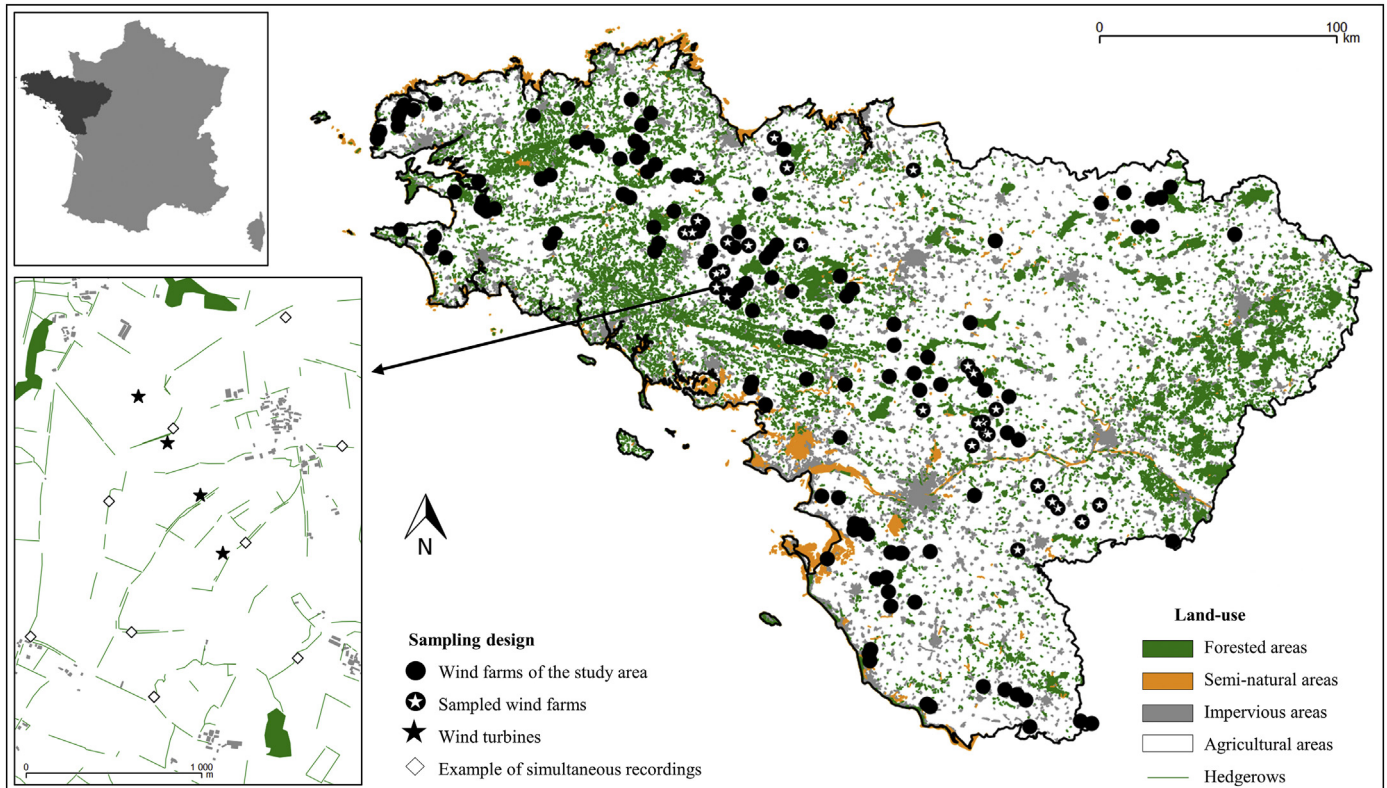 0 100
km
N
0 1 000
m
Sampling design
Wind farms of the study area
Sampled wind farms
Wind turbines
Example of simultaneous recordings
Land-use
Forested areas
Semi-natural areas
Impervious areas
Agricultural areas
Hedgerows